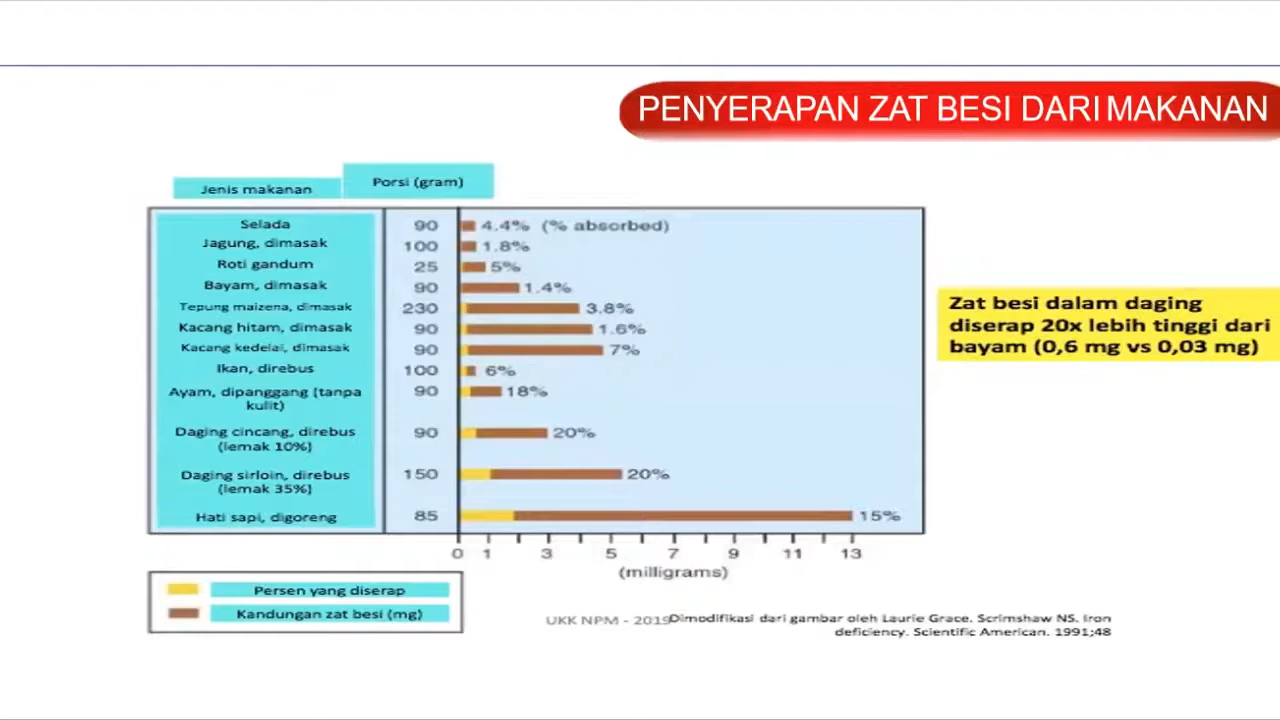 PENYERAPAN ZAT BESI DARI MAKANAN
Jenis makanan Porsi (gram)
Selada 90 4.4% (% absorbed)
Jagung, dimasak 100 1.8%
Roti gandum 25 5%
Bayam, dimasak 90 1.4%
Tepung maizena, dimasak 230 3.8%
Kacang hitam, dimasak 90 1.6%
Kacang kedelai, dimasak 90 7%
Ikan, direbus 100 6%
Ayam, dipanggang (tanpa
kulit) 90 18%
Daging cincang, direbus
(lemak 10%) 90 20%
Daging sirloin, direbus
(lemak 35%) 150 20%
Hati sapi, digoreng 85 15%
0 1 3 5 7 9 11 13
(milligrams)
Zat besi dalam daging
diserap 20x lebih tinggi dari
bayam (0,6 mg vs 0,03 mg)
Persen yang diserap
Kandungan zat besi (mg)
UKK NPM - 2019
Dimodifikasi dari gambar oleh Laurie Grace. Scrimshaw NS. Iron
deficiency. Scientific American. 1991;48